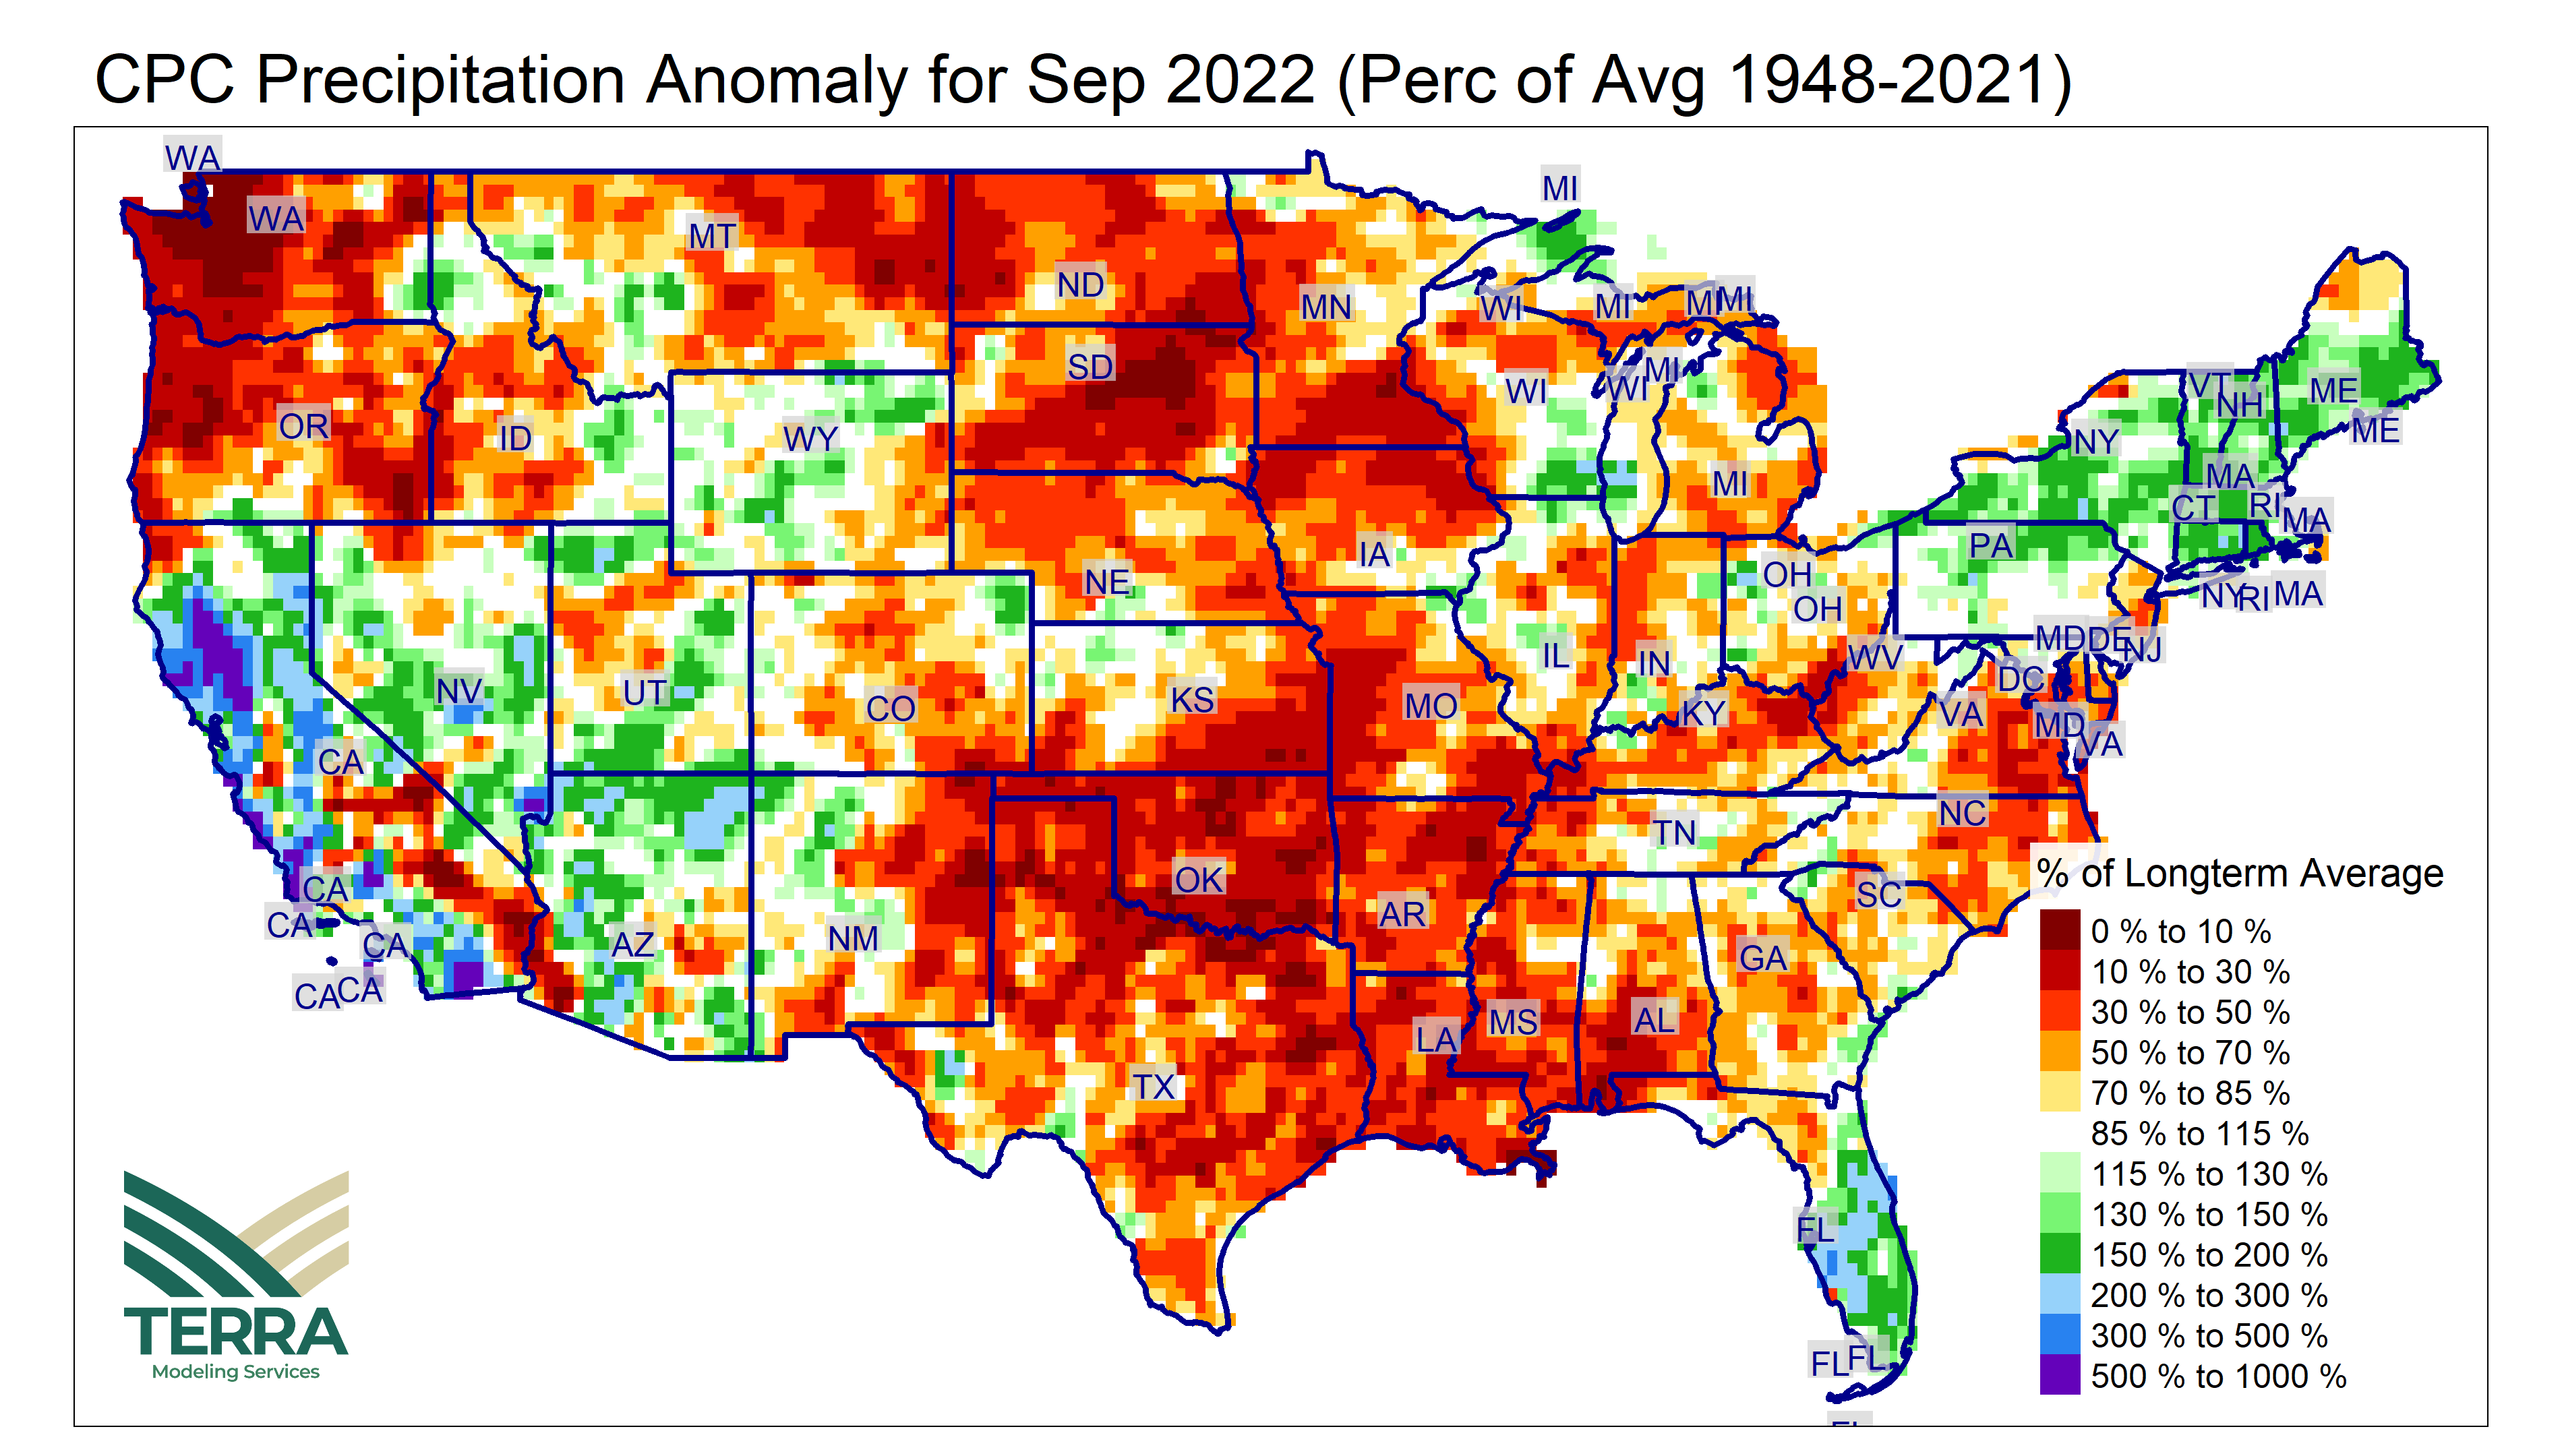 CPC Precipitation Anomaly for Sep 2022 (Perc of Avg 1948-2021)
WA
MI
WA
MT
ND
MN
WI
MI
MI
MI
SD
MI
WI
WI
VT
NH
ME
ME
OR
ID
WY
NY
MI
MA
CT
RI
MA
PA
IA
NE
OH
OH
NY
RI
MA
IL
IN
WV
MD
DE
NJ
DC
NV
UT
CO
KS
MO
KY
VA
MD
VA
CA
TN
NC
CA
OK
SC
CA
CA
AZ
NM
AR
GA
CA
CA
LA
MS
AL
TX
FL
FL
FL
% of Longterm Average
0 % to 10 %
10 % to 30 %
30 % to 50 %
50 % to 70 %
70 % to 85 %
85 % to 115 %
115 % to 130 %
130 % to 150 %
150 % to 200 %
200 % to 300 %
300 % to 500 %
500 % to 1000 %
TERRA
Modeling Services